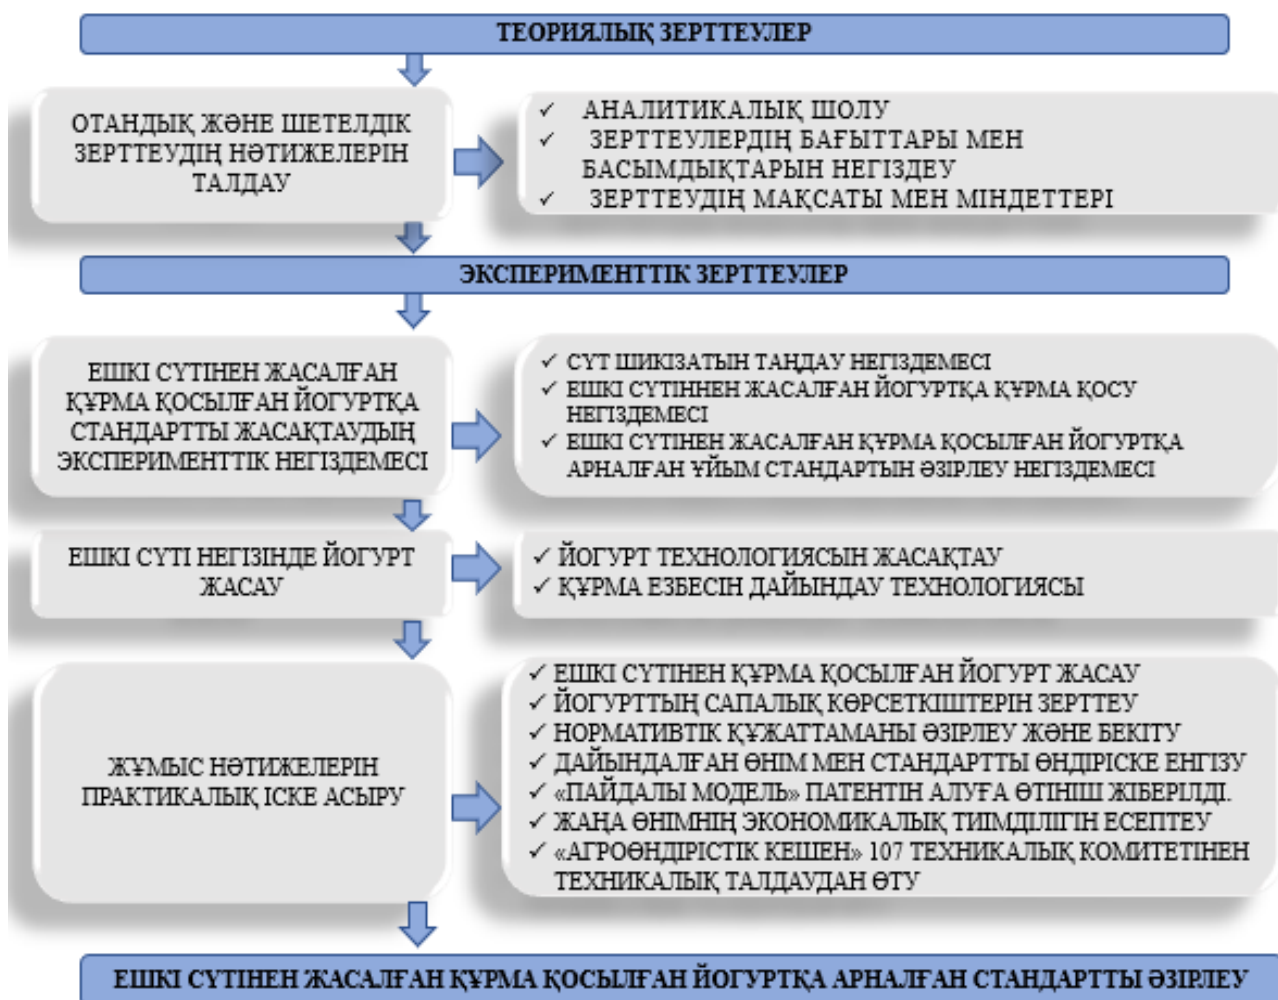 ТЕОРИЯЛЫҚ ЗЕРТТЕУЛЕР
ОТАНДЫҚ ЖӘНЕ ШЕТЕЛДІК
ЗЕРТТЕУДІҢ НӘТИЖЕЛЕРІН
ТАЛДАУ
✓ АНАЛИТИКАЛЫҚ ШОЛУ
✓ ЗЕРТТЕУЛЕРДІҢ БАҒЫТТАРЫ МЕН
БАСЫМДЫҚТАРЫН НЕГІЗДЕУ
✓ ЗЕРТТЕУДІҢ МАҚСАТЫ МЕН МІНДЕТТЕРІ
ЭКСПЕРИМЕНТТІК ЗЕРТТЕУЛЕР
ЕШКІ СҮТІНЕН ЖАСАЛҒАН
ҚҰРМА ҚОСЫЛҒАН ЙОГУРТҚА
СТАНДАРТТЫ ЖАСАҚТАУДЫҢ
ЭКСПЕРИМЕНТТІК НЕГІЗДЕМЕСІ
✓ СҮТ ШИКІЗАТЫН ТАҢДАУ НЕГІЗДЕМЕСІ
✓ ЕШКІ СҮТІННЕН ЖАСАЛҒАН ЙОГУРТҚА ҚҰРМА ҚОСУ
НЕГІЗДЕМЕСІ
✓ ЕШКІ СҮТІНЕН ЖАСАЛҒАН ҚҰРМА ҚОСЫЛҒАН ЙОГУРТҚА
АРНАЛҒАН ҰЙЫМ СТАНДАРТЫН ӘЗІРЛЕУ НЕГІЗДЕМЕСІ
ЕШКІ СҮТІ НЕГІЗІНДЕ ЙОГУРТ
ЖАСАУ
✓ ЙОГУРТ ТЕХНОЛОГИЯСЫН ЖАСАҚТАУ
✓ ҚҰРМА ЕЗБЕСІН ДАЙЫНДАУ ТЕХНОЛОГИЯСЫ
ЖҰМЫС НӘТИЖЕЛЕРІН
ПРАКТИКАЛЫҚ ІСКЕ АСЫРУ
✓ ЕШКІ СҮТІНЕН ҚҰРМА ҚОСЫЛҒАН ЙОГУРТ ЖАСАУ
✓ ЙОГУРТТЫҢ САПАЛЫҚ КӨРСЕТКІШТЕРІН ЗЕРТТЕУ
✓ НОРМАТИВТІК ҚҰЖАТТАМАНЫ ӘЗІРЛЕУ ЖӘНЕ БЕКІТУ
✓ ДАЙЫНДАЛҒАН ӨНІМ МЕН СТАНДАРТТЫ ӨНДІРІСКЕ ЕНГІЗУ
✓ «ПАЙДАЛЫ МОДЕЛЬ» ПАТЕНТІН АЛУҒА ӨТІНІШ ЖІБЕРІЛДІ.
✓ ЖАҢА ӨНІМНІҢ ЭКОНОМИКАЛЫҚ ТИІМДІЛІГІН ЕСЕПТЕУ
✓ «АГРОӨНДІРІСТІК КЕШЕН» 107 ТЕХНИКАЛЫҚ КОМИТЕТІНЕН
ТЕХНИКАЛЫҚ ТАЛДАУДАН ӨТУ
ЕШКІ СҮТІНЕН ЖАСАЛҒАН ҚҰРМА ҚОСЫЛҒАН ЙОГУРТҚА АРНАЛҒАН СТАНДАРТТЫ ӘЗІРЛЕУ